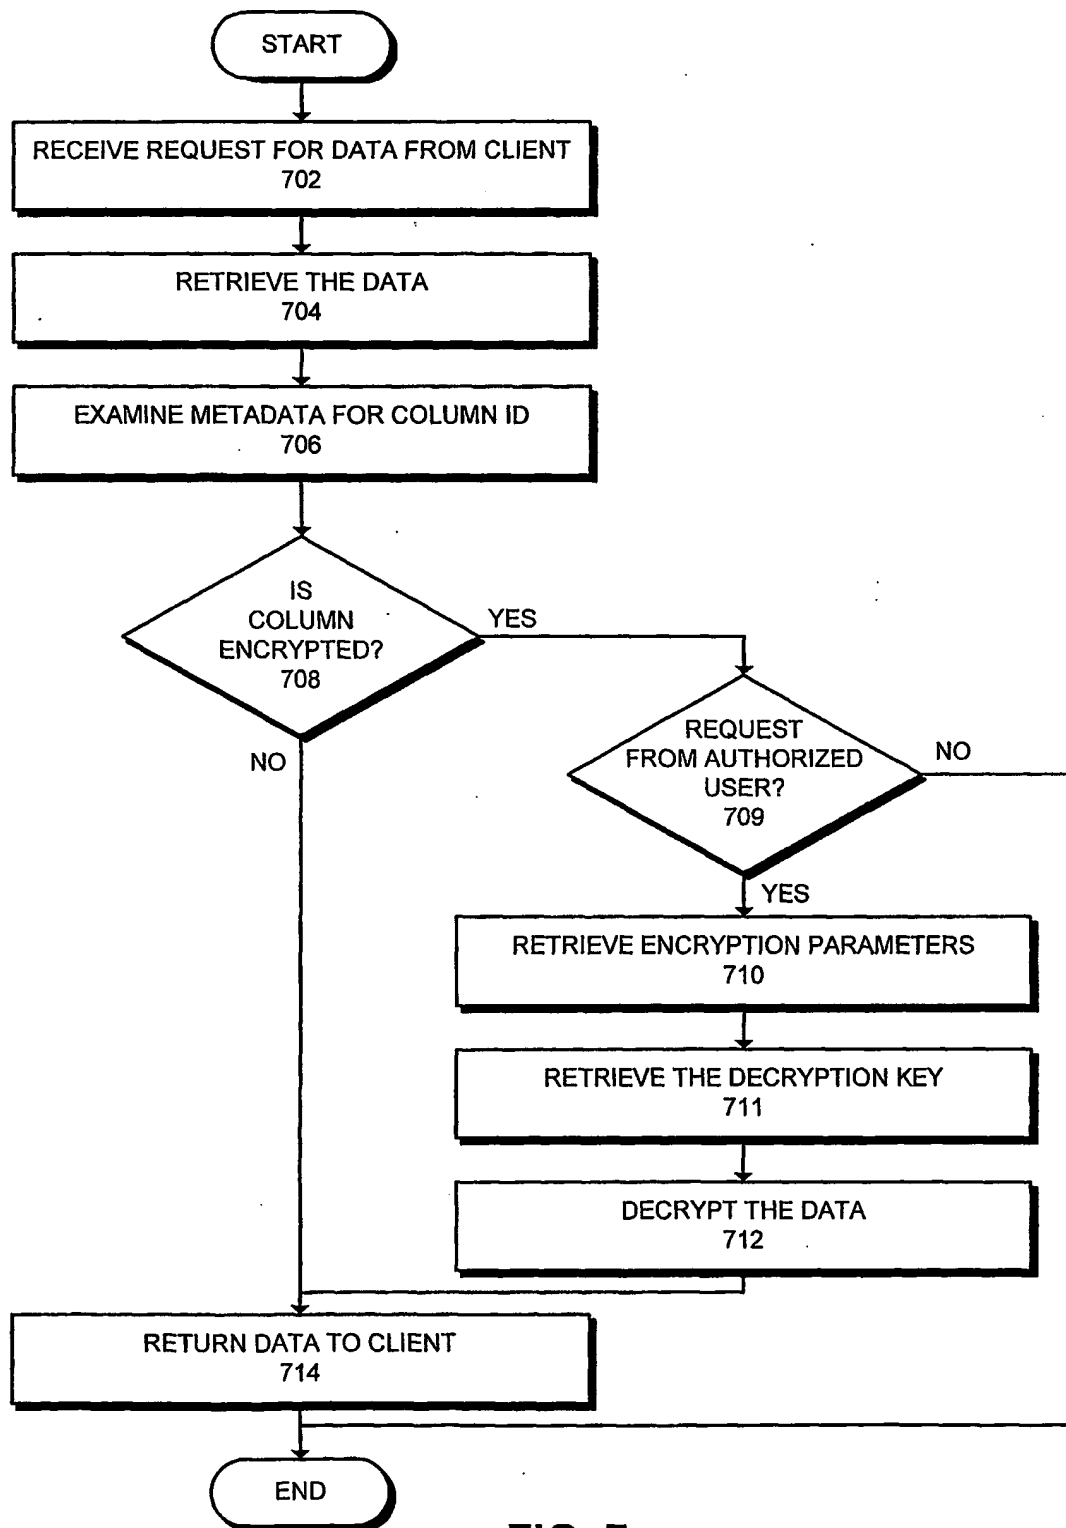 START
RECEIVE REQUEST FOR DATA FROM CLIENT
702
RETRIEVE THE DATA
704
EXAMINE METADATA FOR COLUMN ID
706
IS
COLUMN
ENCRYPTED?
708
YES
NO
REQUEST
FROM AUTHORIZED
USER?
709
NO
YES
RETRIEVE ENCRYPTION PARAMETERS
710
RETRIEVE THE DECRYPTION KEY
711
DECRYPT THE DATA
712
RETURN DATA TO CLIENT
714
END